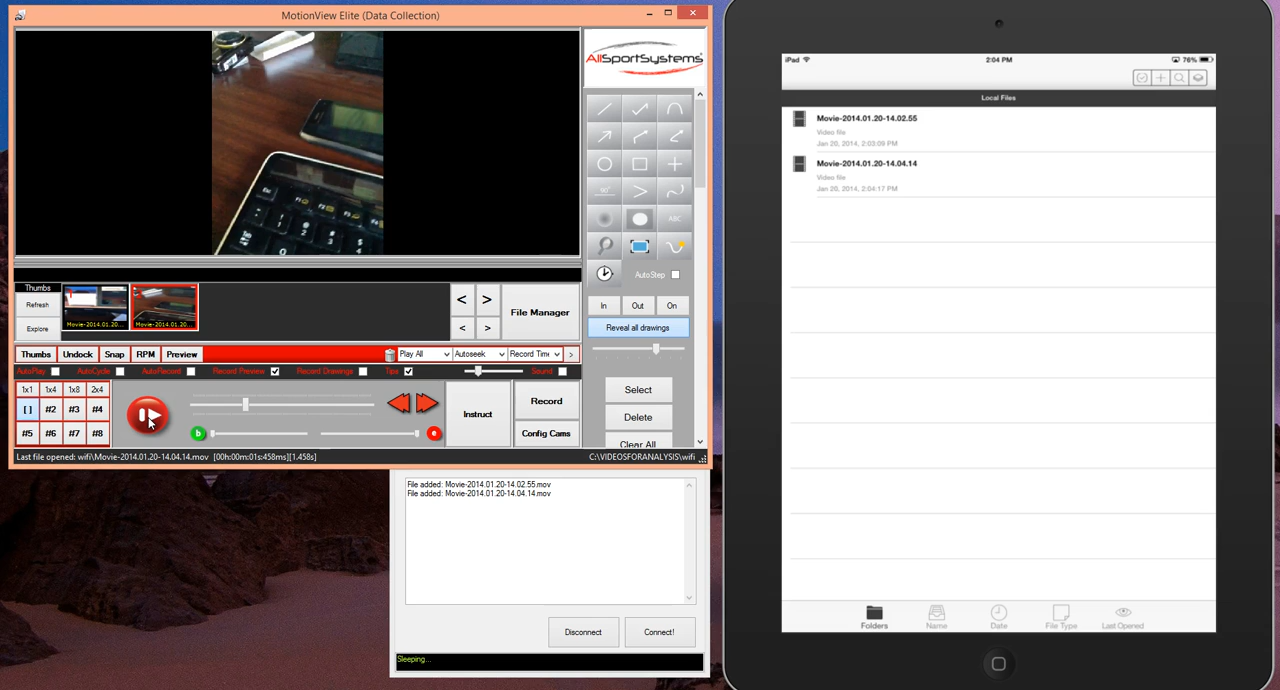 MotionView Elite (Data Collection)
AllSportSystems
90°
ABC
AutoStep
In Out On
Reveal all drawings
Select
Delete
Clear All
Thumbs
Refresh
Explore
Movie-2014.01.20...
Movie-2014.01.20...
< >
< >
File Manager
Thumbs Undock Snap RPM Preview
Play All Autoseek Record Tim >
AutoPlay AutoCycle AutoRecord Record Preview Record Drawings Tips Sound
1x1 1x4 1x8 2x4
[ ] #2 #3 #4
#5 #6 #7 #8
b
e
Instruct
Record
Config Cams
Last file opened: wifi\Movie-2014.01.20-14.04.14.mov [00h:00m:01s:458ms][1.458s]
C:\VIDEOSFORANALYSIS\wifi
File added: Movie-2014.01.20-14.02.55.mov
File added: Movie-2014.01.20-14.04.14.mov
Disconnect Connect!
Sleeping...
iPad 2:04 PM 76%
Local Files
Movie-2014.01.20-14.02.55
Video file
Jan 20, 2014, 2:03:09 PM
Movie-2014.01.20-14.04.14
Video file
Jan 20, 2014, 2:04:17 PM
Folders Name Date File Type Last Opened